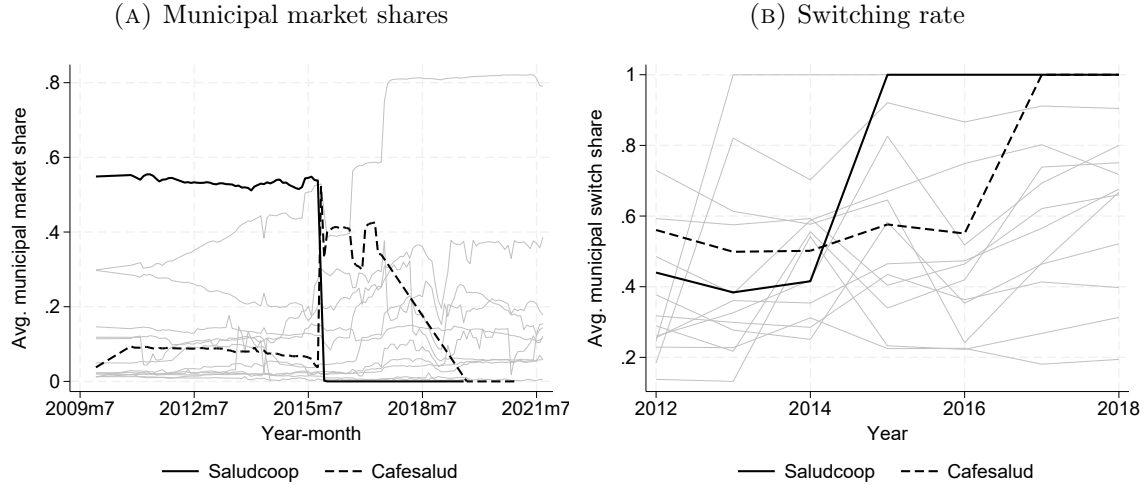 (A) Municipal market shares
Avg. municipal market share
.8
.6
.4
.2
0
2009m7 2012m7 2015m7 2018m7 2021m7
Year-month
Saludcoop Cafesalud
(B) Switching rate
Avg. municipal switch share
1
.8
.6
.4
.2
2012 2014 2016 2018
Year
Saludcoop Cafesalud